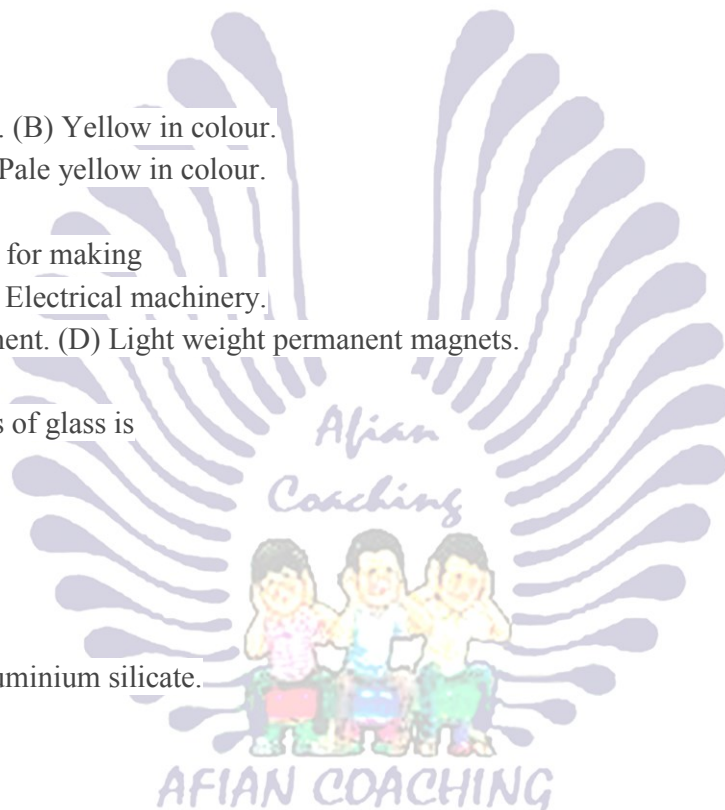 . (B) Yellow in colour.
Pale yellow in colour.
for making
Electrical machinery.
nent. (D) Light weight permanent magnets.
s of glass is
Afian
Coaching
uminium silicate.
AFIAN COACHING